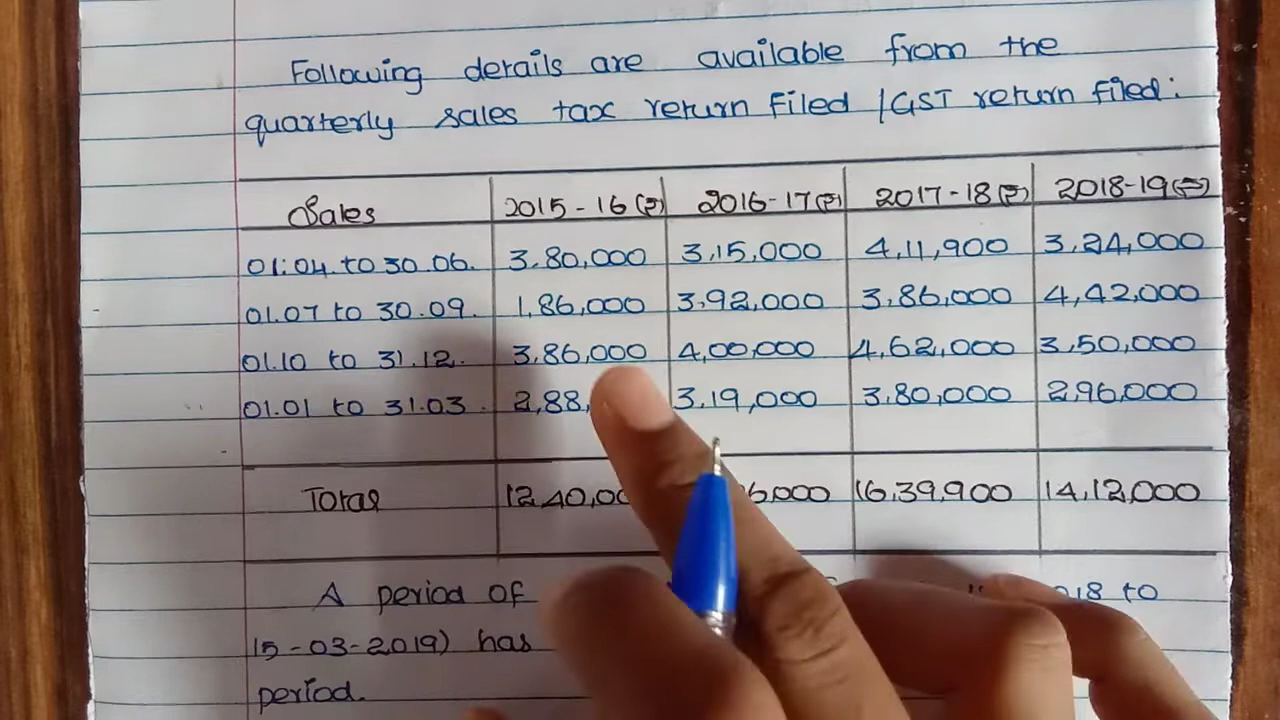 Following details are available from the
quarterly sales tax return filed / GST return filed:
Sales 2015-16 (₹) 2016-17 (₹) 2017-18 (₹) 2018-19 (₹)
01.04 to 30.06. 3,80,000 3,15,000 4,11,900 3,24,000
01.07 to 30.09. 1,86,000 3,92,000 3,86,000 4,42,000
01.10 to 31.12. 3,86,000 4,00,000 4,62,000 3,50,000
01.01 to 31.03. 2,88, 3,19,000 3,80,000 2,96,000
Total 16,39,900 14,12,000
A period of to
15-03-2019) has
period.